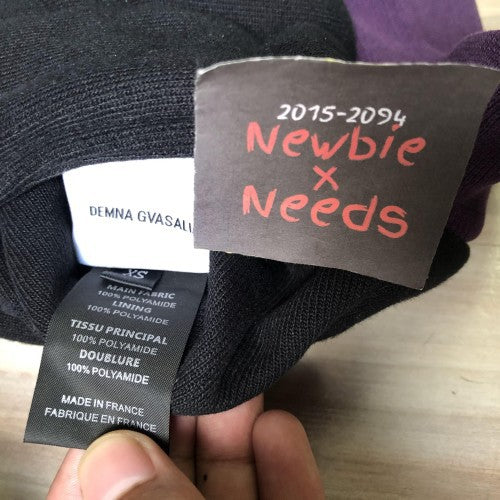 2015-2094
Newbie
x
Needs
DEMNA GVASALI
XS
MAIN FABRIC
100% POLYAMIDE
LINING
100% POLYAMIDE
TISSU PRINCIPAL
100% POLYAMIDE
DOUBLURE
100% POLYAMIDE
MADE IN FRANCE
FABRIQUE EN FRANCE